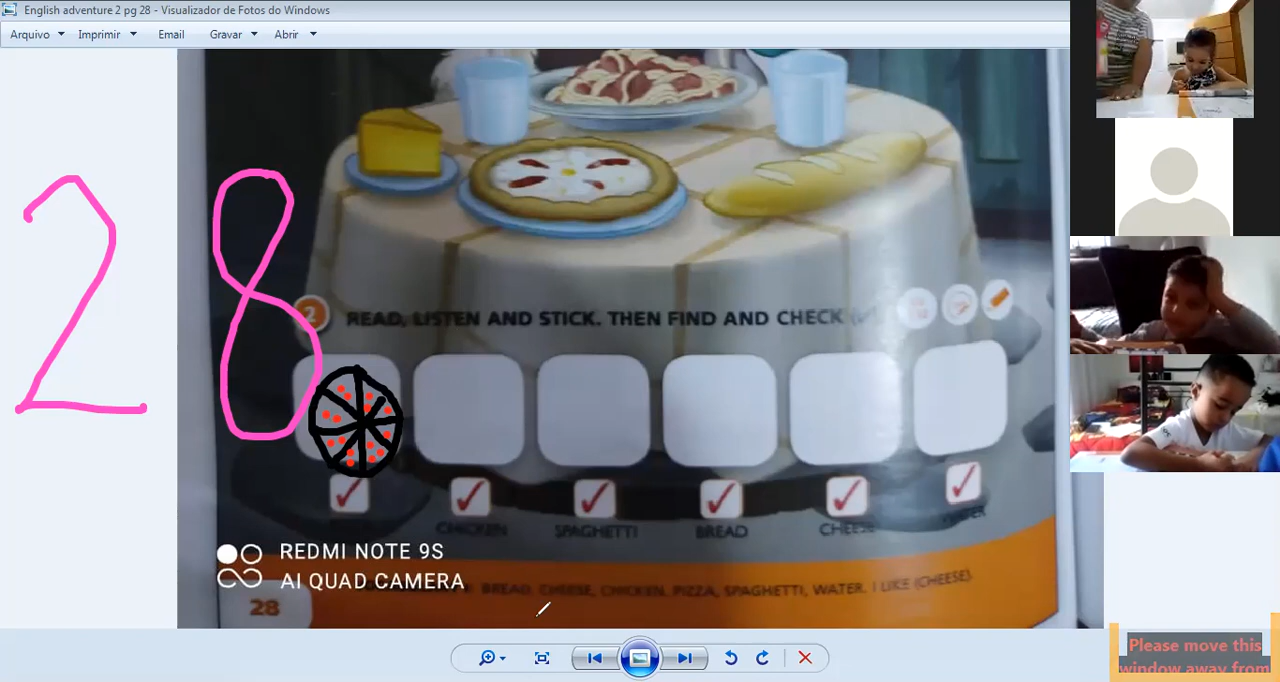 English adventure 2 pg 28 - Visualizador de Fotos do Windows
Arquivo Imprimir Email Gravar Abrir
28
2 READ, LISTEN AND STICK. THEN FIND AND CHECK
CHICKEN SPAGHETTI BREAD CHEESE
REDMI NOTE 9S
AI QUAD CAMERA
BREAD, CHEESE, CHICKEN, PIZZA, SPAGHETTI, WATER. I LIKE (CHEESE).
28
Please move this
window away from